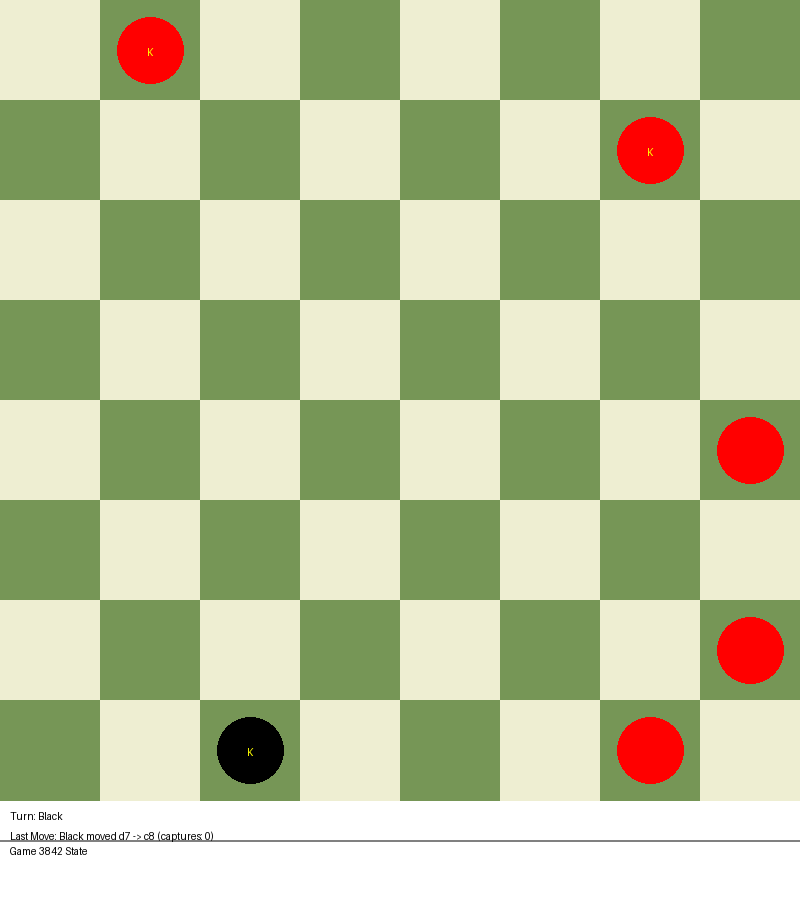 K
K
K
Turn: Black
Last Move: Black moved d7 -> c8 (captures: 0)
Game 3842 State